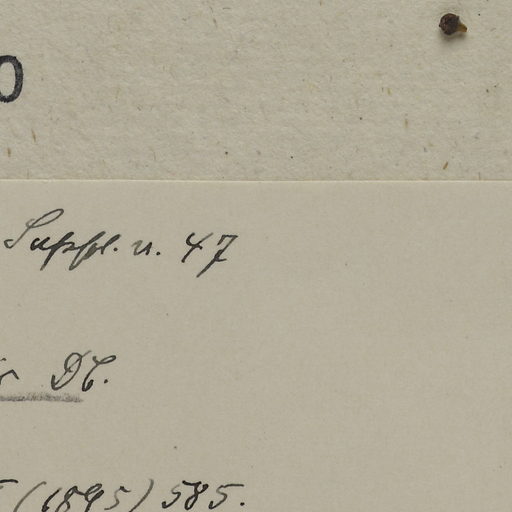 0
Suppl. n. 47
DC.
(1895) 585.